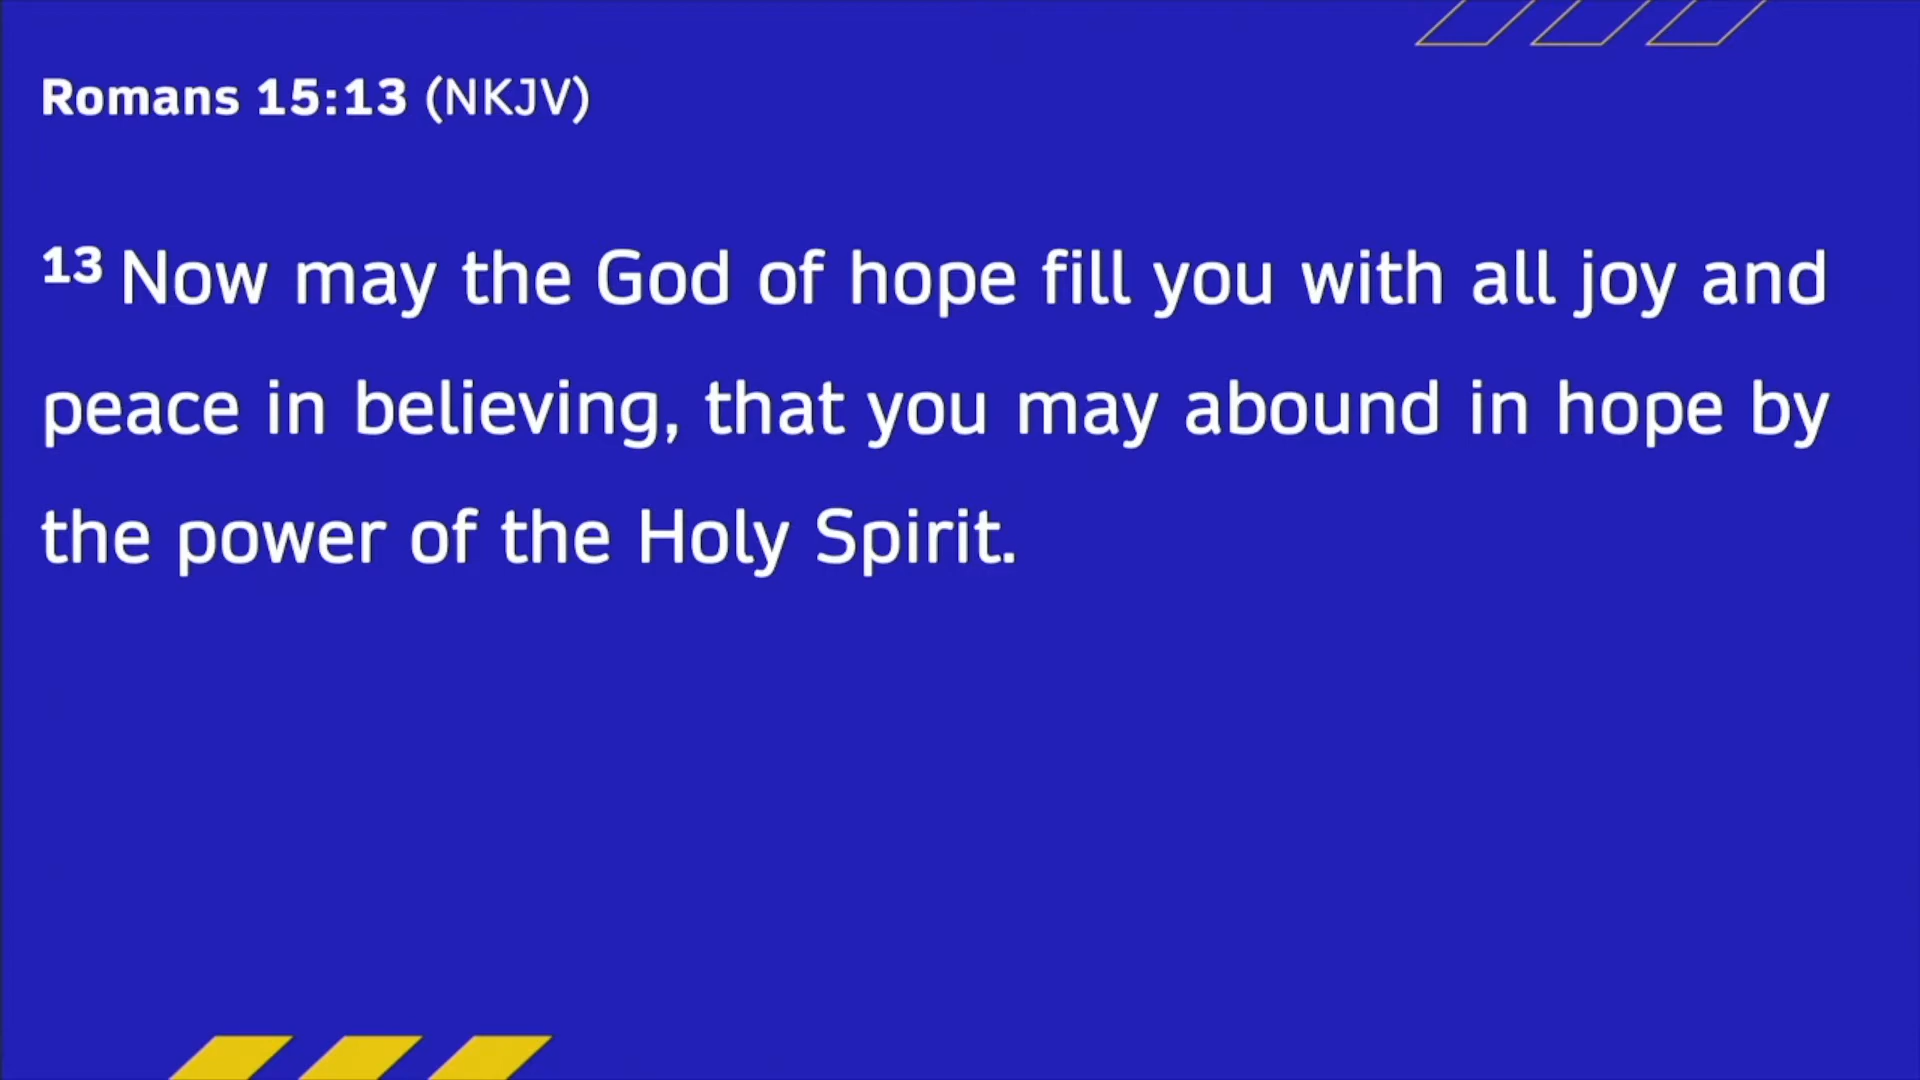 Romans 15:13 (NKJV)
13 Now may the God of hope fill you with all joy and
peace in believing, that you may abound in hope by
the power of the Holy Spirit.